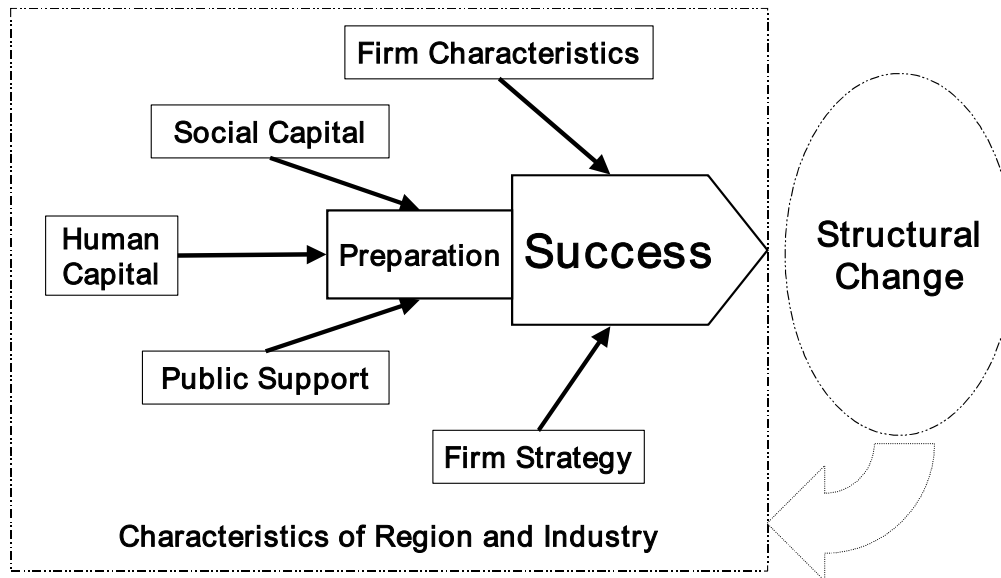 Firm Characteristics
Social Capital
Human
Capital
Preparation
Success
Structural
Change
Public Support
Firm Strategy
Characteristics of Region and Industry